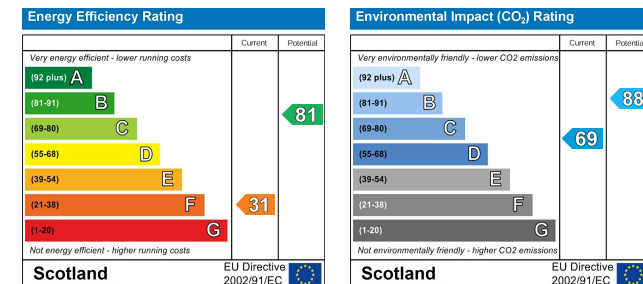 Energy Efficiency Rating
Current Potential
Very energy efficient - lower running costs
(92 plus) A
(81-91) B
81
(69-80) C
(55-68) D
(39-54) E
(21-38) F 31
(1-20) G
Not energy efficient - higher running costs
Scotland
EU Directive
2002/91/EC
Environmental Impact (CO2) Rating
Current Potential
Very environmentally friendly - lower CO2 emissions
(92 plus) A
(81-91) B 88
(69-80) C
69
(55-68) D
(39-54) E
(21-38) F
(1-20) G
Not environmentally friendly - higher CO2 emissions
Scotland
EU Directive
2002/91/EC